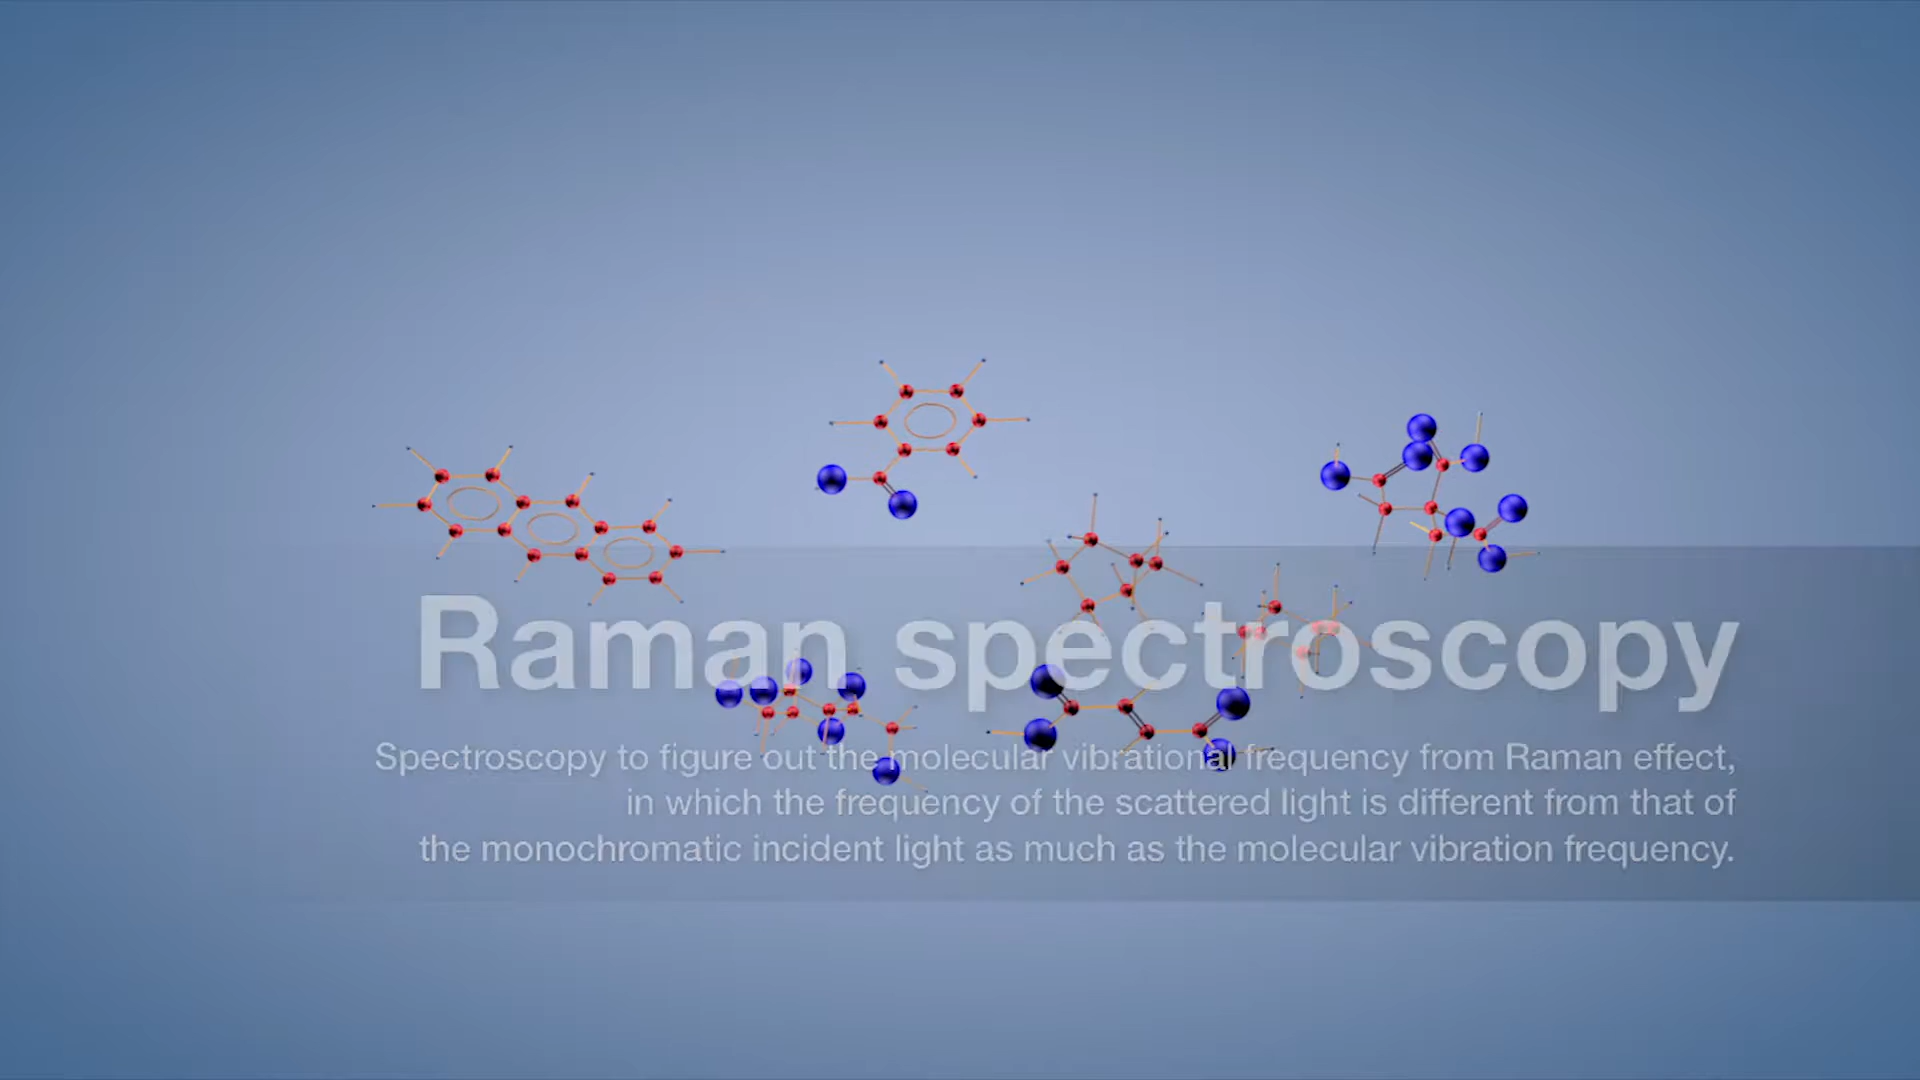 Raman spectroscopy
Spectroscopy to figure out the molecular vibrational frequency from Raman effect,
in which the frequency of the scattered light is different from that of
the monochromatic incident light as much as the molecular vibration frequency.